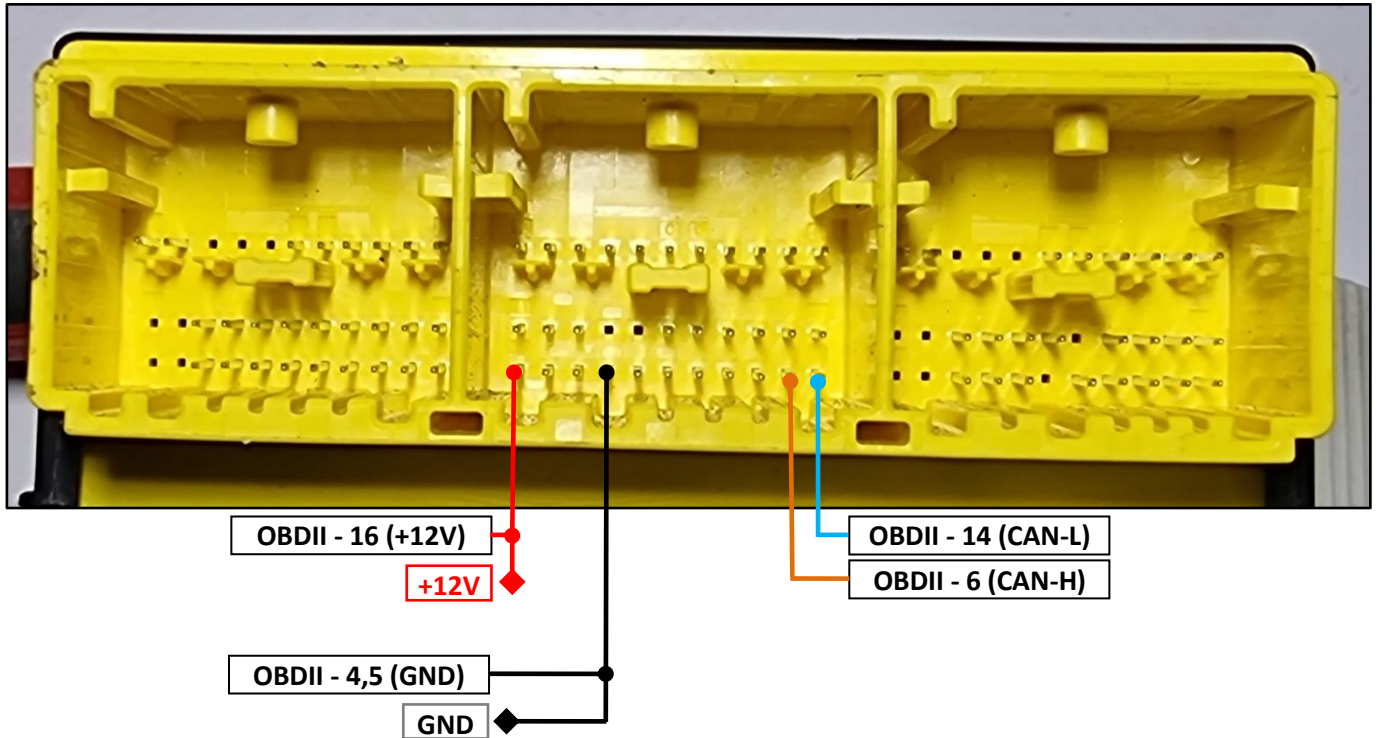 OBDII - 16 (+12V)
+12V
OBDII - 4,5 (GND)
GND
OBDII - 14 (CAN-L)
OBDII - 6 (CAN-H)